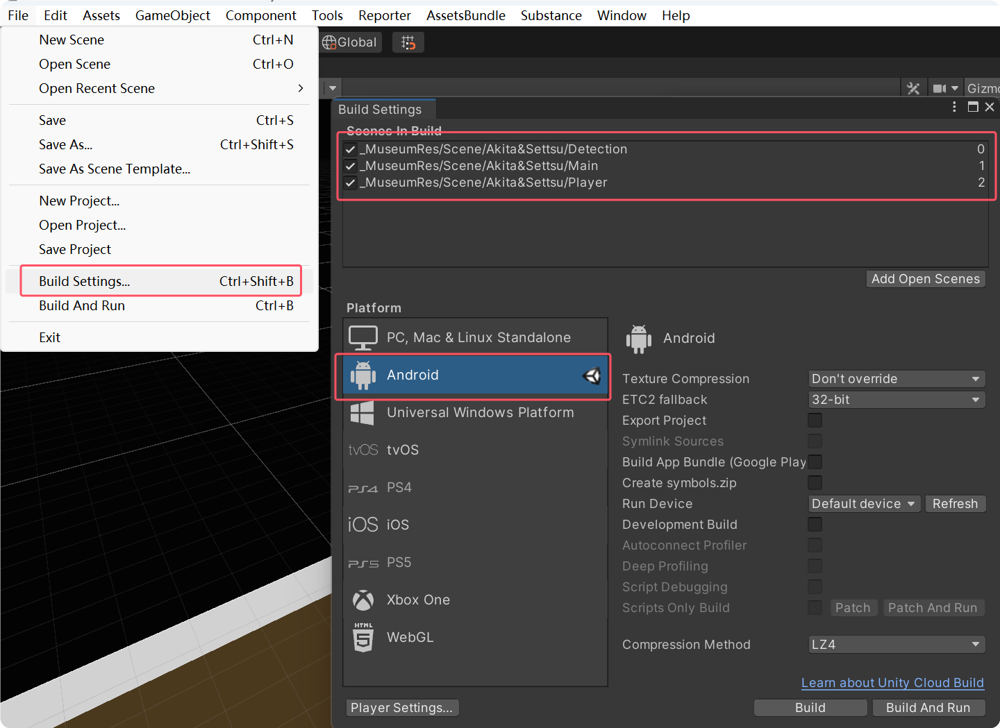 File Edit Assets GameObject Component Tools Reporter AssetsBundle Substance Window Help
New Scene Ctrl+N
Open Scene Ctrl+O
Open Recent Scene
Save Ctrl+S
Save As... Ctrl+Shift+S
Save As Scene Template...
New Project...
Open Project...
Save Project
Build Settings... Ctrl+Shift+B
Build And Run Ctrl+B
Exit
Global
Gizmo
Build Settings
Scenes In Build
_MuseumRes/Scene/Akita&Settsu/Detection 0
_MuseumRes/Scene/Akita&Settsu/Main 1
_MuseumRes/Scene/Akita&Settsu/Player 2
Add Open Scenes
Platform
PC, Mac & Linux Standalone
Android
Universal Windows Platform
tvOS tvOS
PS4 PS4
iOS iOS
PS5 PS5
Xbox One
HTML 5 WebGL
Android
Texture Compression Don't override
ETC2 fallback 32-bit
Export Project
Symlink Sources
Build App Bundle (Google Play
Create symbols.zip
Run Device Default device Refresh
Development Build
Autoconnect Profiler
Deep Profiling
Script Debugging
Scripts Only Build Patch Patch And Run
Compression Method LZ4
Learn about Unity Cloud Build
Player Settings... Build Build And Run